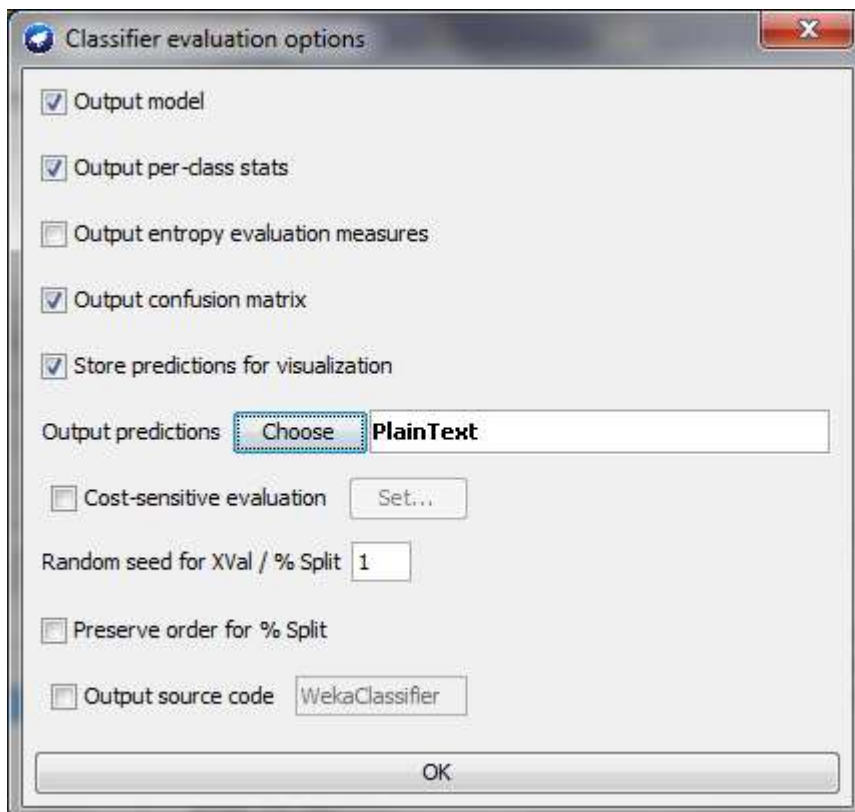 Classifier evaluation options
Output model
Output per-class stats
Output entropy evaluation measures
Output confusion matrix
Store predictions for visualization
Output predictions Choose PlainText
Cost-sensitive evaluation Set...
Random seed for XVal / % Split 1
Preserve order for % Split
Output source code WekaClassifier
OK